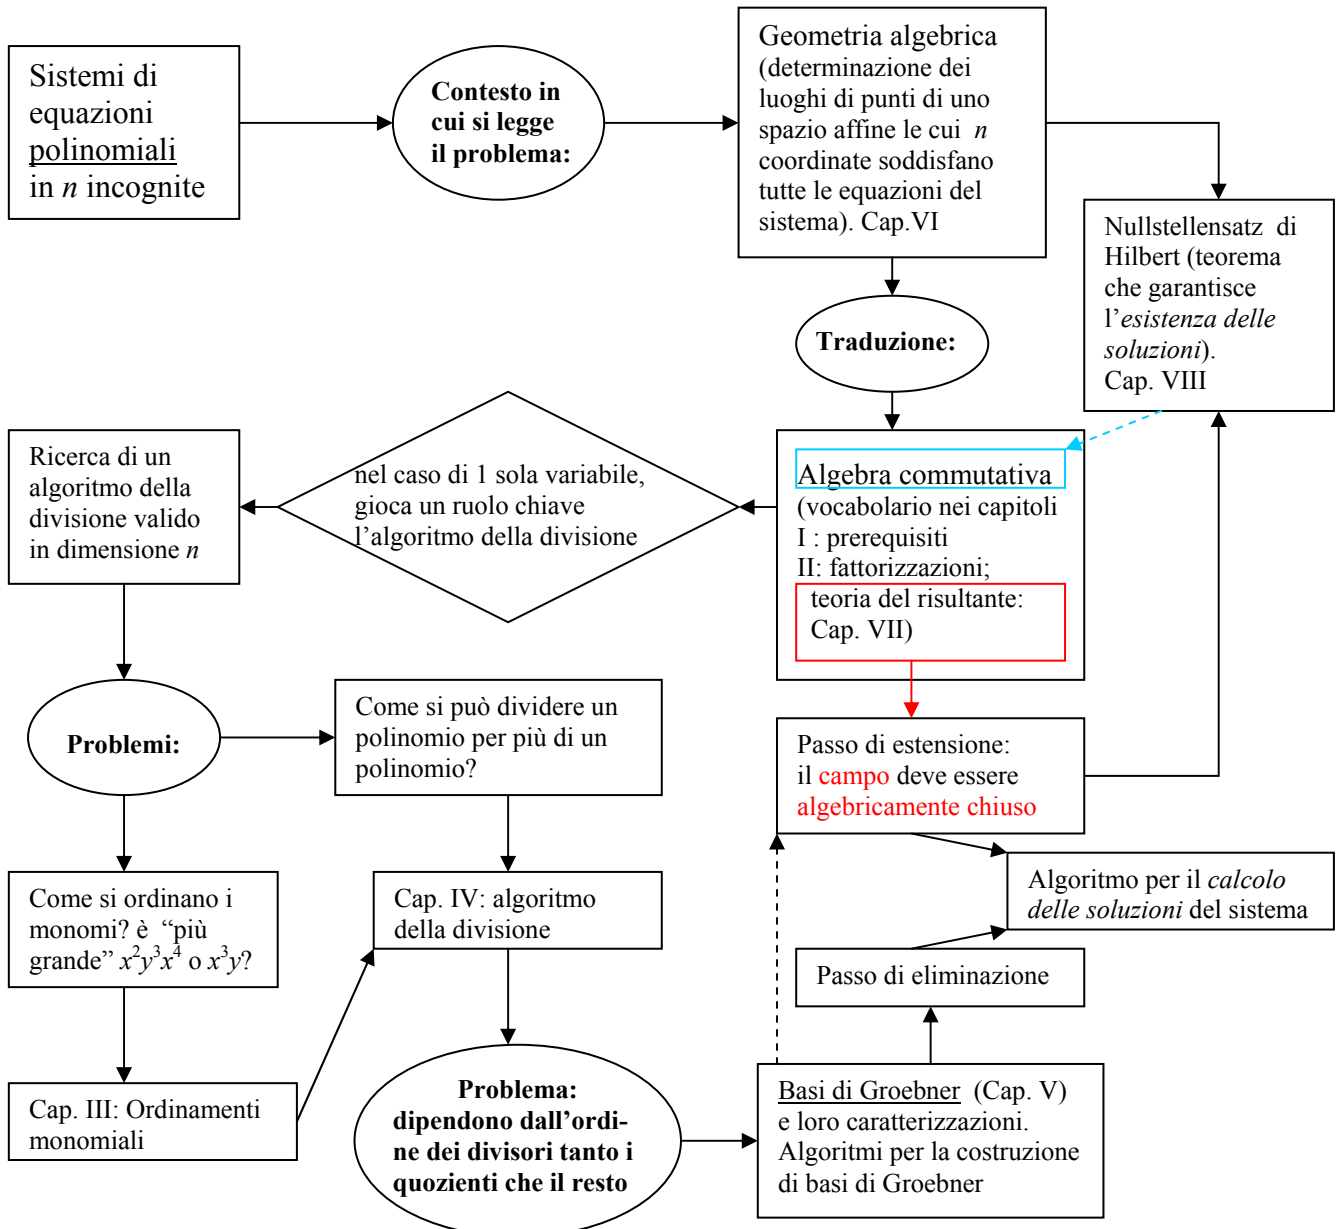 Sistemi di
equazioni
polinomiali
in n incognite
Contesto in
cui si legge
il problema:
Geometria algebrica
(determinazione dei
luoghi di punti di uno
spazio affine le cui n
coordinate soddisfano
tutte le equazioni del
sistema). Cap.VI
Nullstellensatz di
Hilbert (teorema
che garantisce
l’esistenza delle
soluzioni).
Cap. VIII
Traduzione:
Algebra commutativa
(vocabolario nei capitoli
I : prerequisiti
II: fattorizzazioni;
teoria del risultante:
Cap. VII)
nel caso di 1 sola variabile,
gioca un ruolo chiave
l’algoritmo della divisione
Ricerca di un
algoritmo della
divisione valido
in dimensione n
Problemi:
Come si può dividere un
polinomio per più di un
polinomio?
Passo di estensione:
il campo deve essere
algebricamente chiuso
Come si ordinano i
monomi? è “più
grande” x²y³x⁴ o x³y?
Cap. IV: algoritmo
della divisione
Algoritmo per il calcolo
delle soluzioni del sistema
Passo di eliminazione
Cap. III: Ordinamenti
monomiali
Problema:
dipendono dall’ordi-
ne dei divisori tanto i
quozienti che il resto
Basi di Groebner (Cap. V)
e loro caratterizzazioni.
Algoritmi per la costruzione
di basi di Groebner